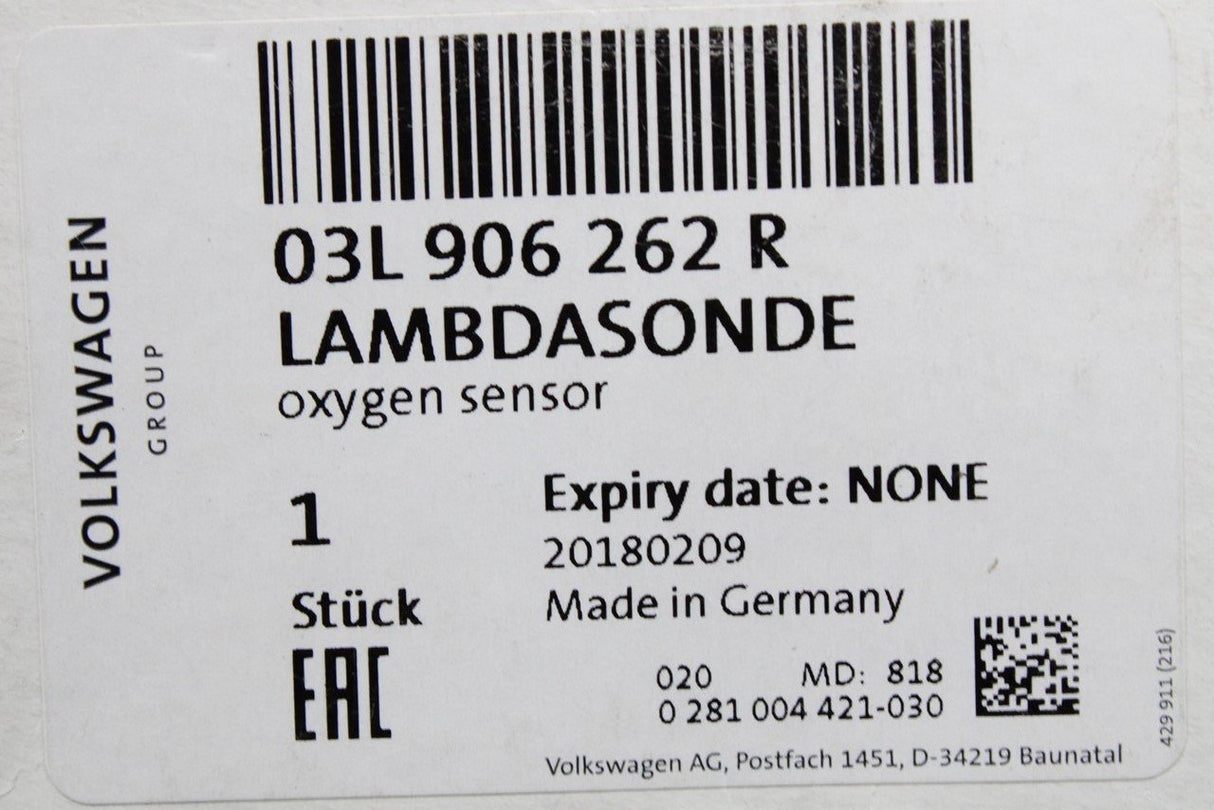 VOLKSWAGEN
GROUP
03L 906 262 R
LAMBDASONDE
oxygen sensor
1
Stück
EAC
Expiry date: NONE
20180209
Made in Germany
020 MD: 818
0 281 004 421-030
Volkswagen AG, Postfach 1451, D-34219 Baunatal
429 911 (216)